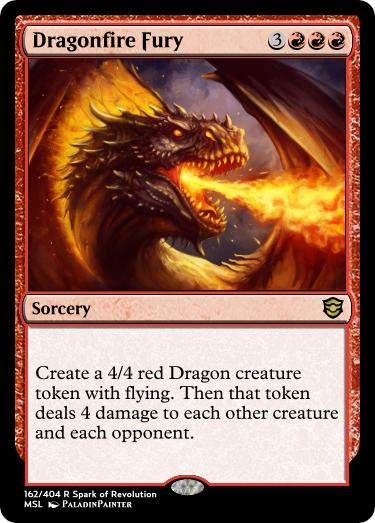 Dragonfire Fury 3
Sorcery
Create a 4/4 red Dragon creature
token with flying. Then that token
deals 4 damage to each other creature
and each opponent.
162/404 R Spark of Revolution
MSL PaladinPainter